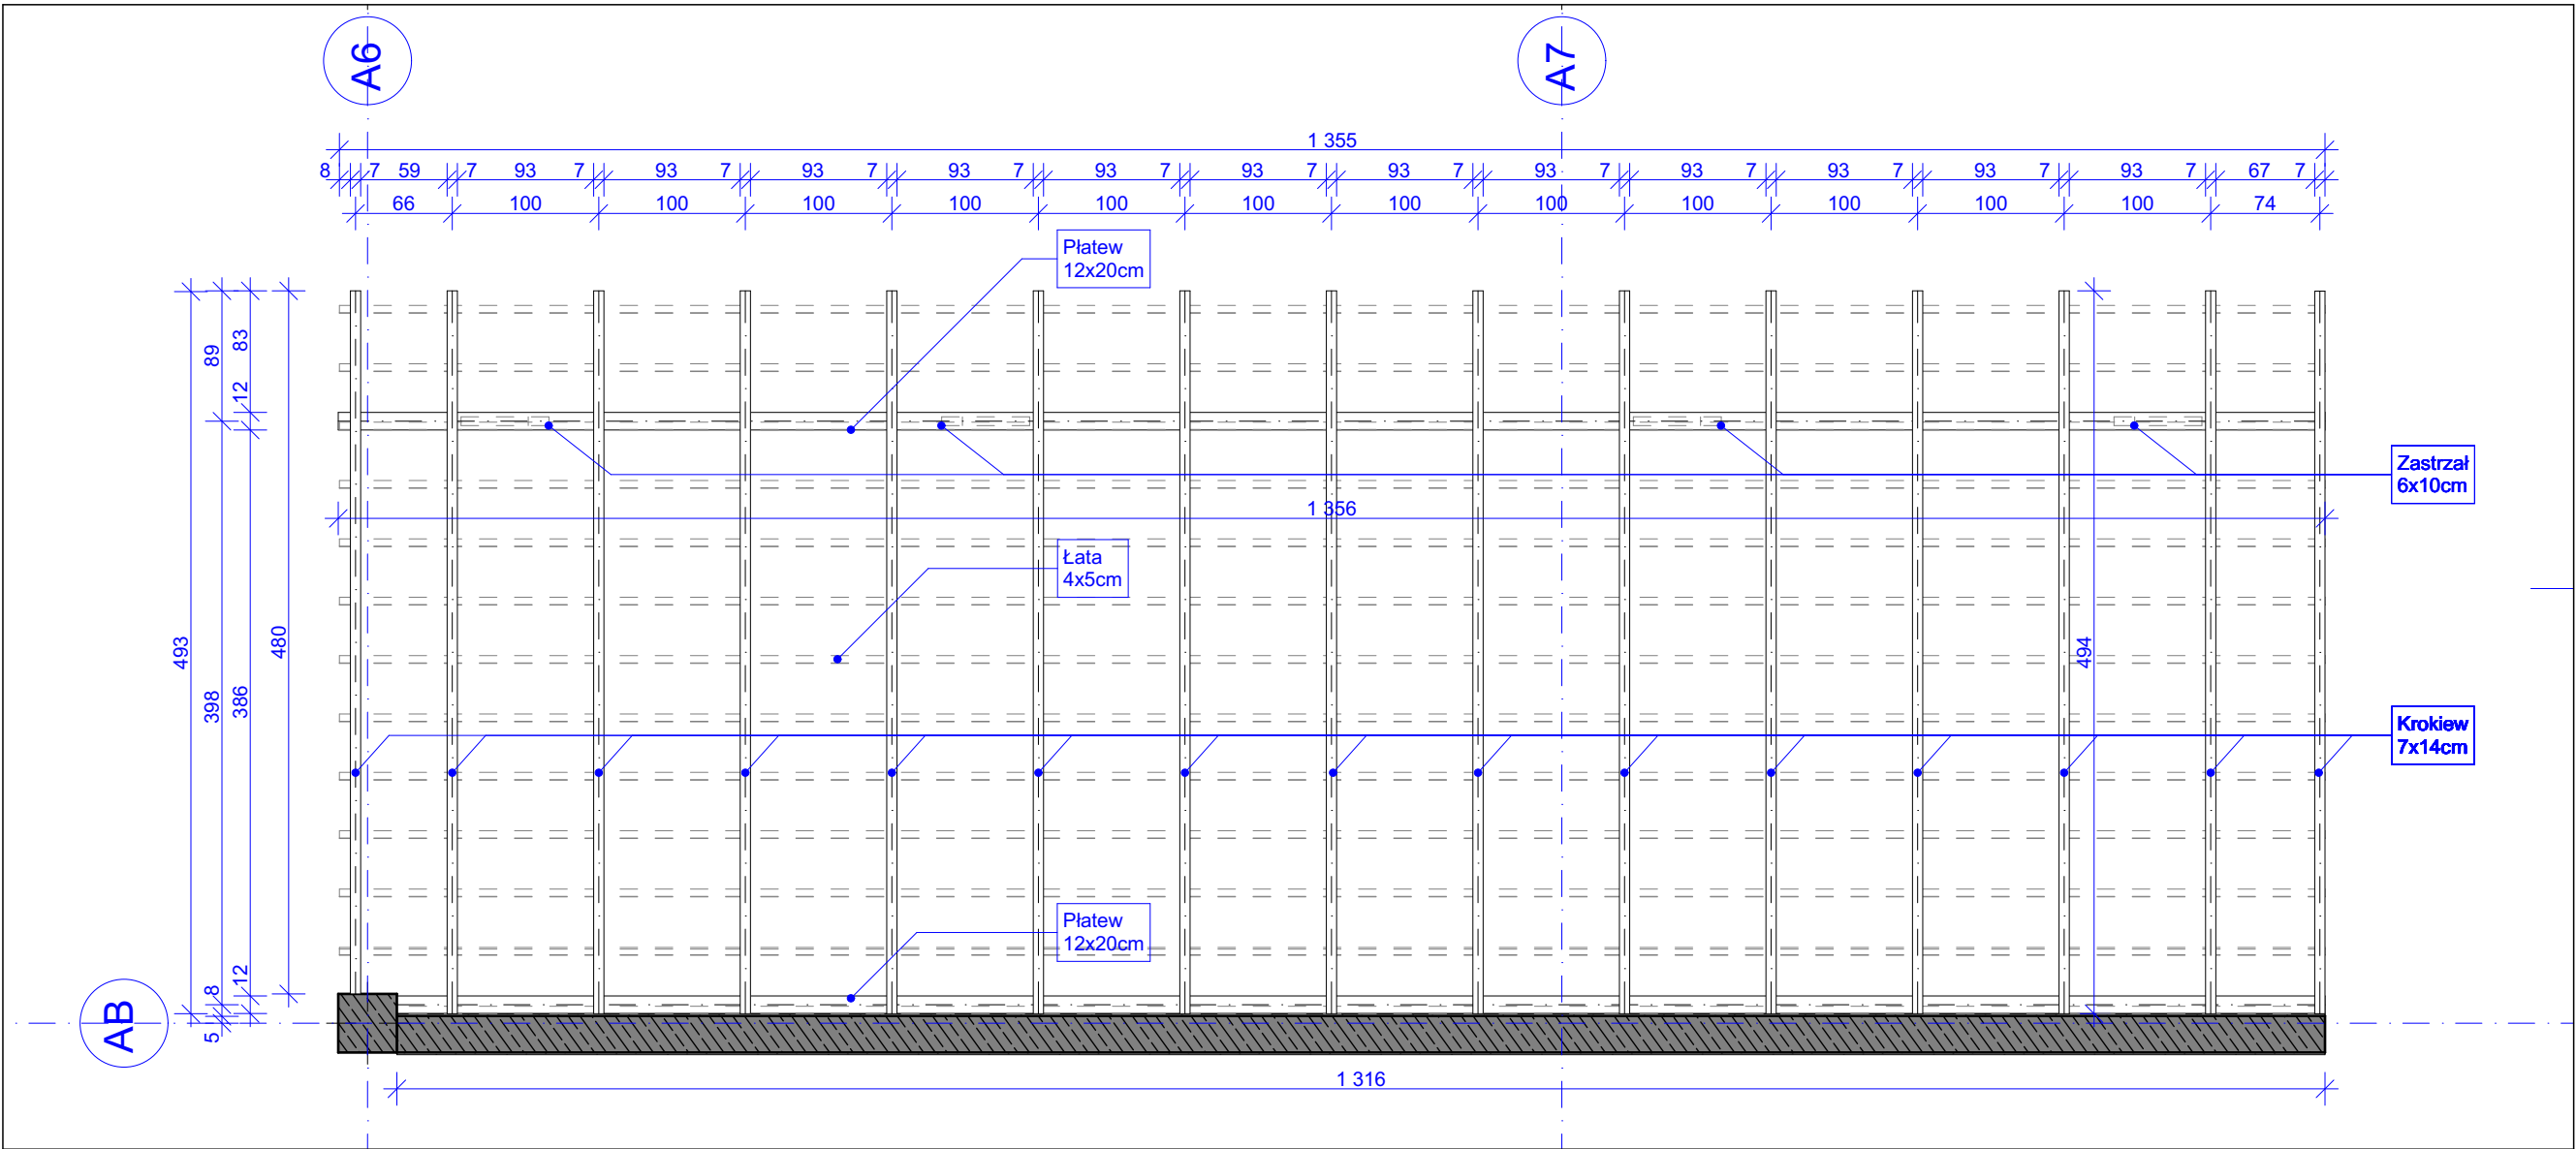 A6
A7
1 355
8 7 59 7 93 7 93 7 93 7 93 7 93 7 93 7 93 7 93 7 93 7 93 7 93 7 93 7 67 7
66 100 100 100 100 100 100 100 100 100 100 100 100 74
Płatew
12x20cm
89
83
12
Zastrzał
6x10cm
1 356
Łata
4x5cm
493
398
386
480
494
Krokiew
7x14cm
Płatew
12x20cm
8
12
5
AB
1 316